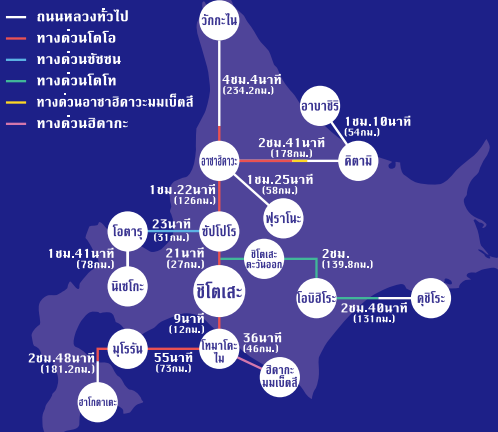 ถนนหลวงทั่วไป
ทางด่วนโดโอ
ทางด่วนซัซซน
ทางด่วนโดโท
ทางด่วนอาซาฮิคาวะมมเบ็ตสึ
ทางด่วนฮิดากะ
วักกะไน
4ชม.4นาที
(234.2กม.)
อาบาชิริ
1ชม.10นาที
(54กม.)
2ชม.41นาที
(178กม.)
อาซาฮิคาวะ
คิตามิ
1ชม.25นาที
(58กม.)
1ชม.22นาที
(126กม.)
ฟุราโนะ
23นาที
(31กม.)
โอตารุ
ซัปโปโร
1ชม.41นาที
(78กม.)
21นาที
(27กม.)
ชิโตเสะ
ตะวันออก
2ชม.
(139.8กม.)
นิเซโกะ
ชิโตเสะ
โอบิฮิโระ
คุชิโระ
2ชม.40นาที
(131กม.)
9นาที
(12กม.)
36นาที
(46กม.)
มุโรรัน
โทมาโคะ
ไม
2ชม.48นาที
(181.2กม.)
55นาที
(73กม.)
ฮิดากะ
มมเบ็ตสึ
ฮาโกดาเตะ